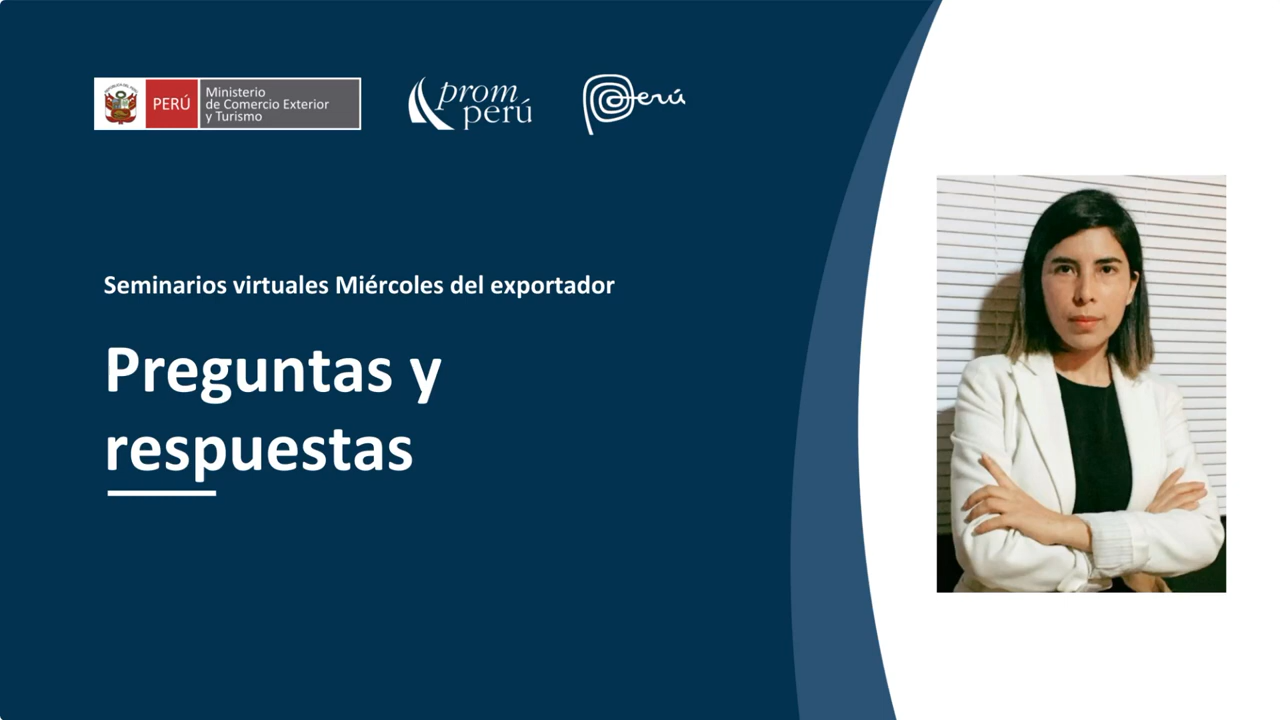 PERÚ
Ministerio
de Comercio Exterior
y Turismo
prom
perú
Perú
Seminarios virtuales Miércoles del exportador
Preguntas y
respuestas